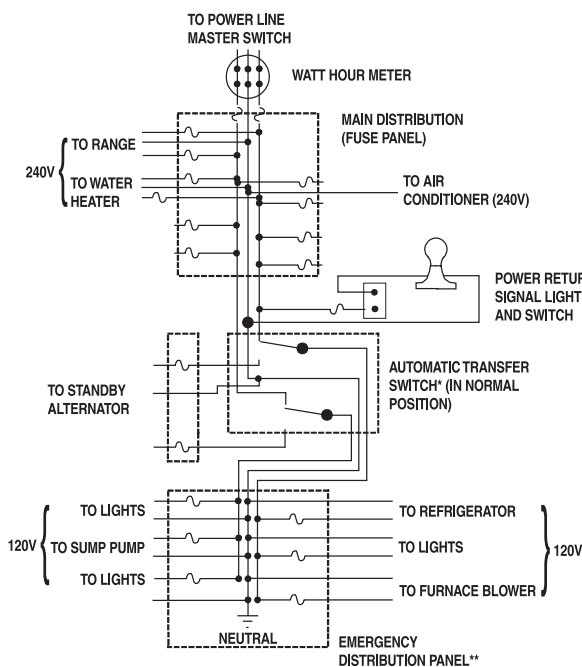 TO POWER LINE
MASTER SWITCH
WATT HOUR METER
MAIN DISTRIBUTION
(FUSE PANEL)
TO RANGE
240V
TO WATER
HEATER
TO AIR
CONDITIONER (240V)
POWER RETUR
SIGNAL LIGHT
AND SWITCH
AUTOMATIC TRANSFER
SWITCH* (IN NORMAL
POSITION)
TO STANDBY
ALTERNATOR
TO LIGHTS
TO REFRIGERATOR
120V
TO SUMP PUMP
TO LIGHTS
120V
TO LIGHTS
TO FURNACE BLOWER
NEUTRAL
EMERGENCY
DISTRIBUTION PANEL**